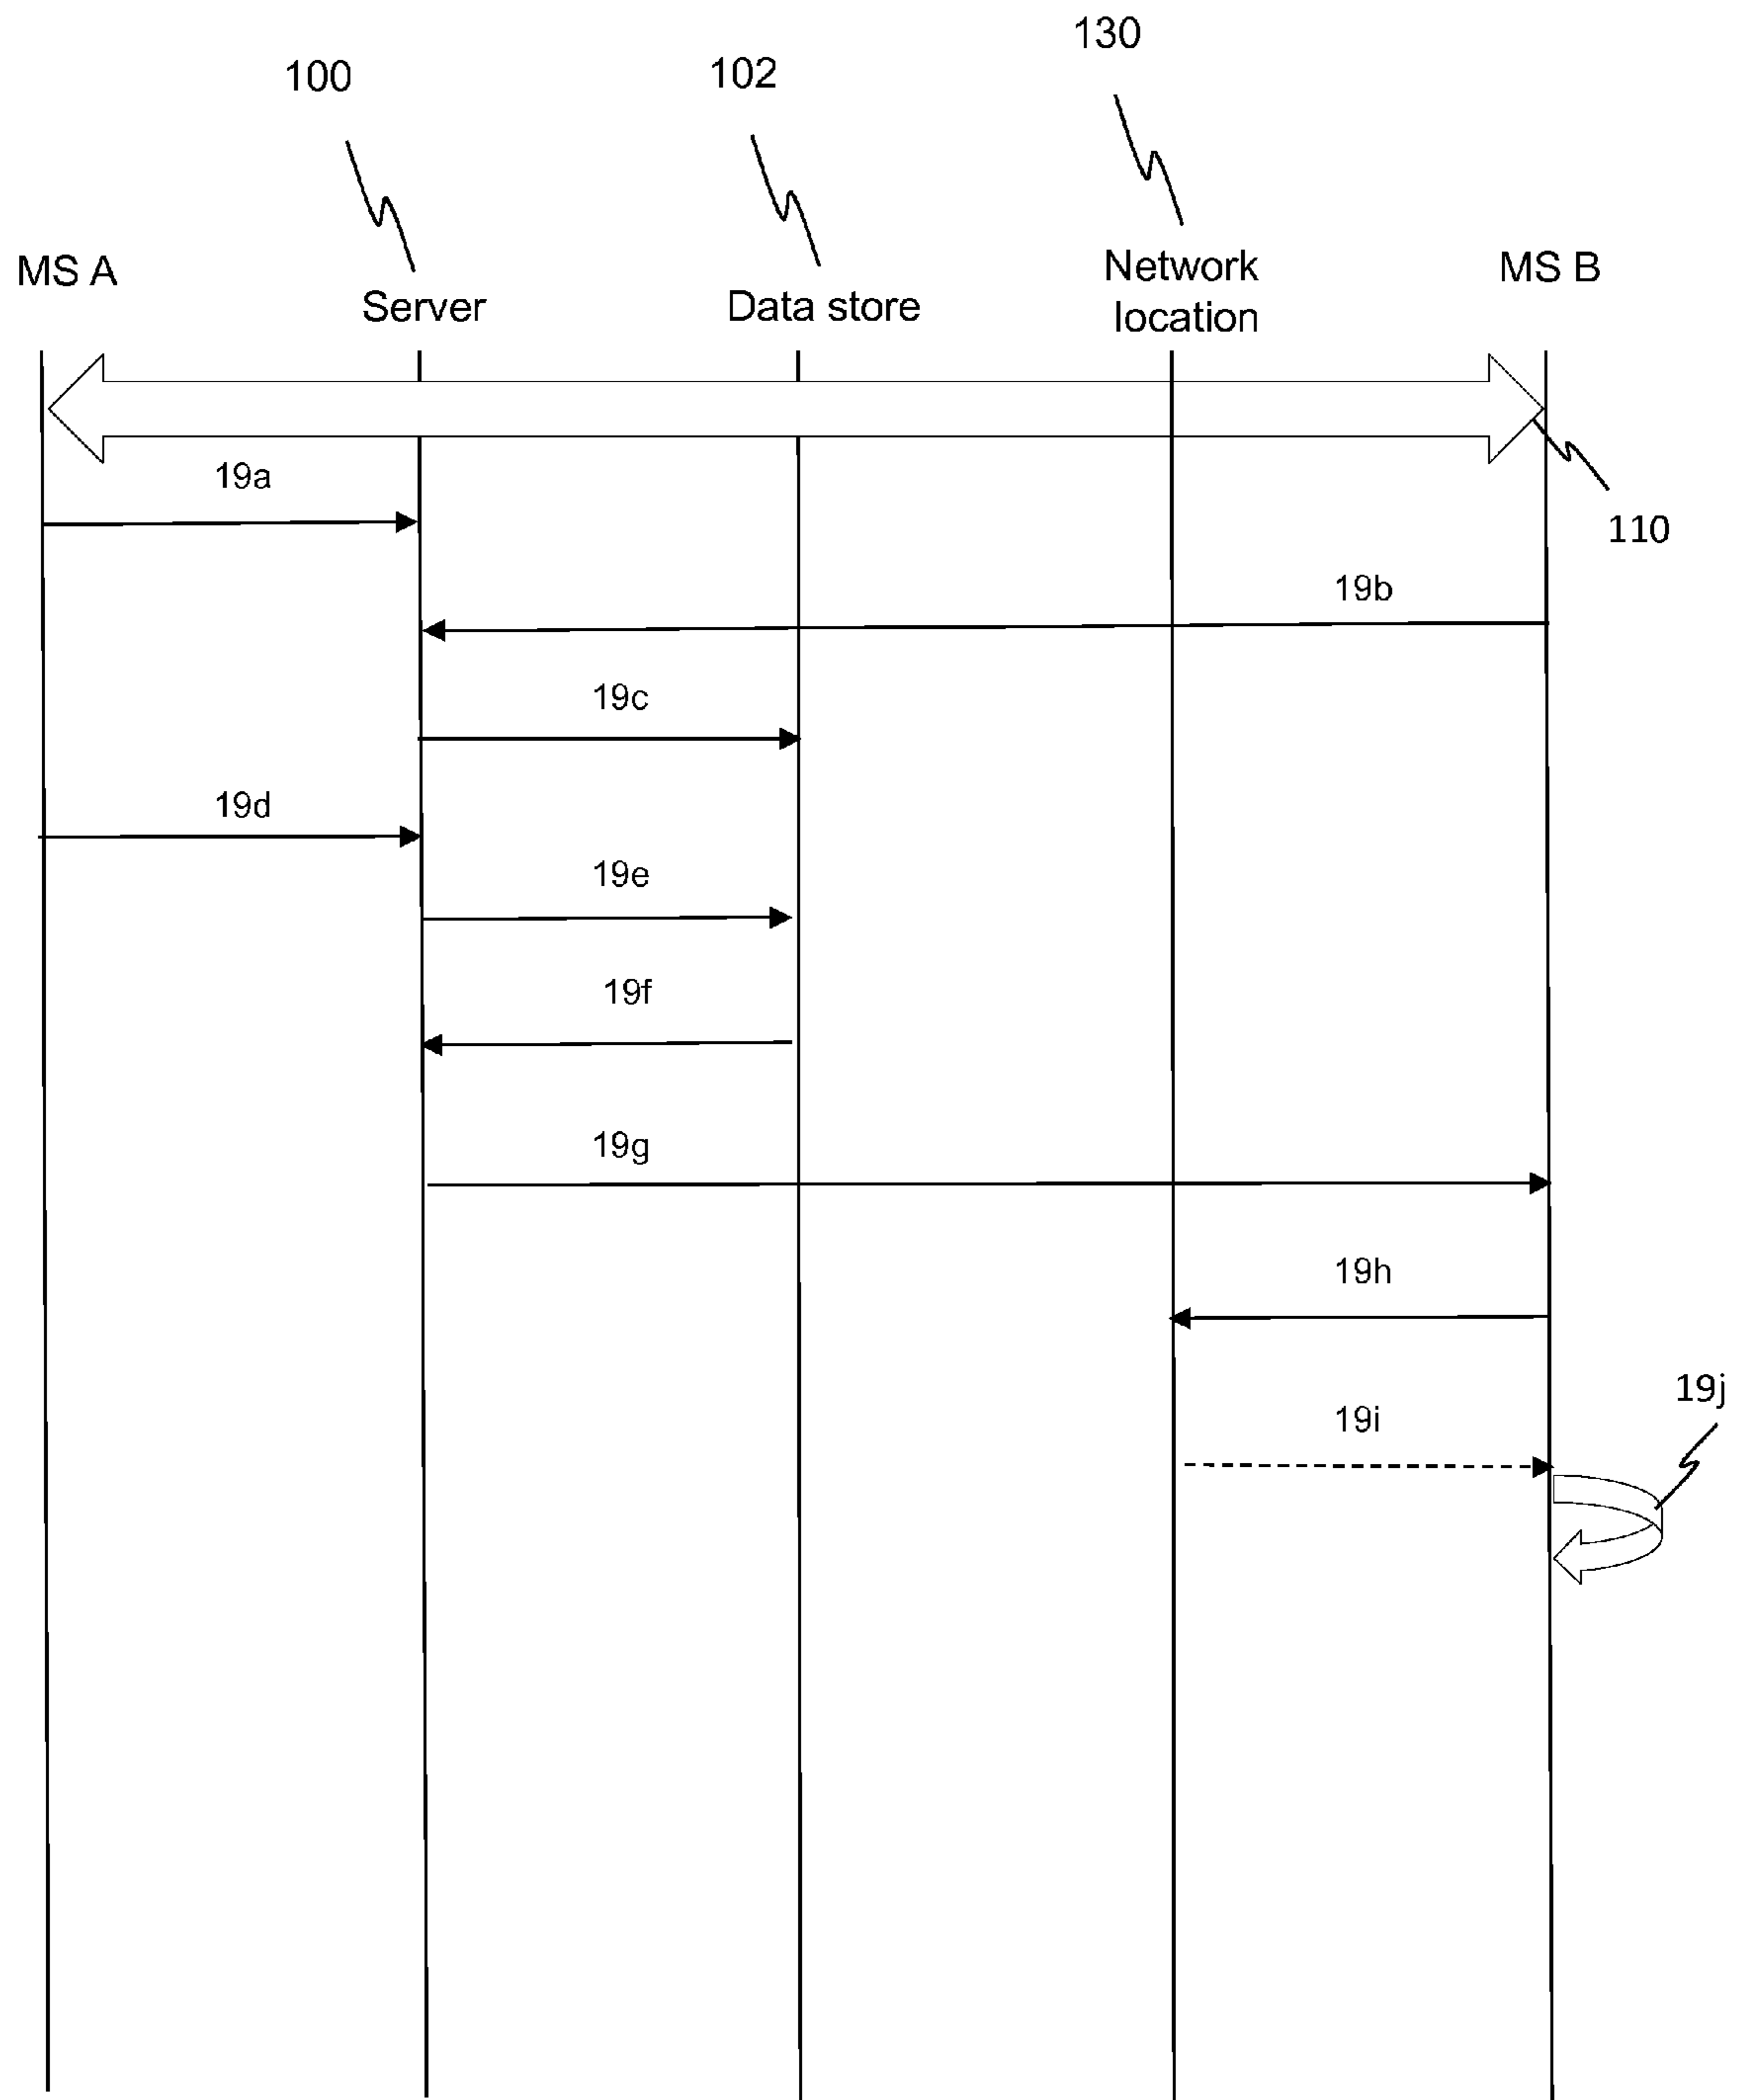 130
100
102
MS A
Server
Data store
Network
location
MS B
19a
110
19b
19c
19d
19e
19f
19g
19h
19j
19i